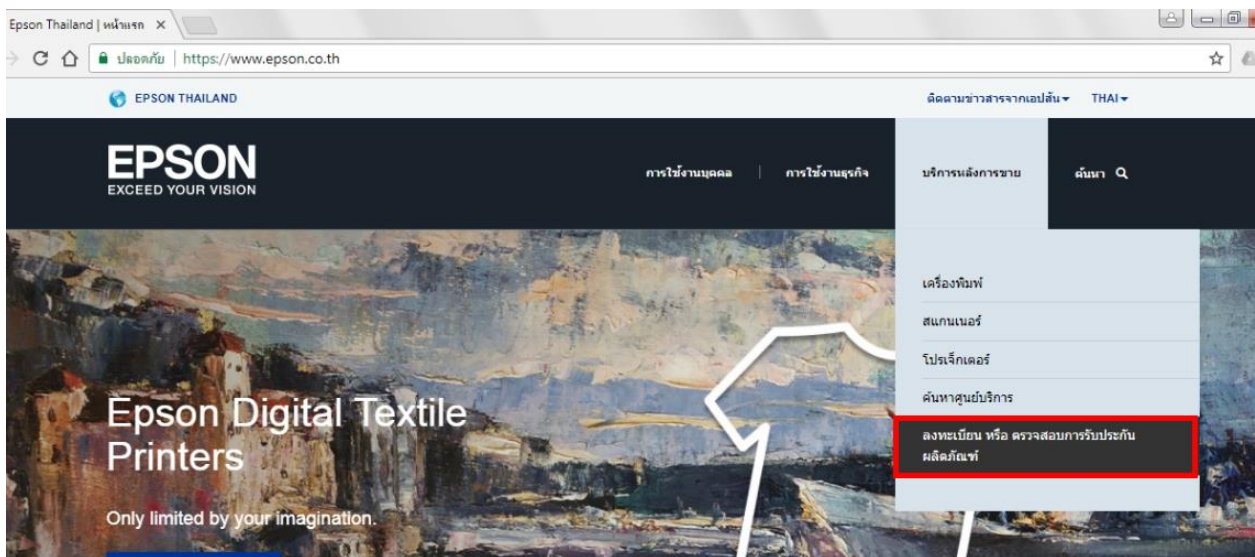 Epson Thailand | หน้าแรก
ปลอดภัย | https://www.epson.co.th
EPSON THAILAND
ติดตามข่าวสารจากเอปสัน
THAI
EPSON
EXCEED YOUR VISION
การใช้งานบุคคล
การใช้งานธุรกิจ
บริการหลังการขาย
ค้นหา
เครื่องพิมพ์
สแกนเนอร์
โปรเจ็กเตอร์
ค้นหาศูนย์บริการ
ลงทะเบียน หรือ ตรวจสอบการรับประกัน
ผลิตภัณฑ์
Epson Digital Textile
Printers
Only limited by your imagination.